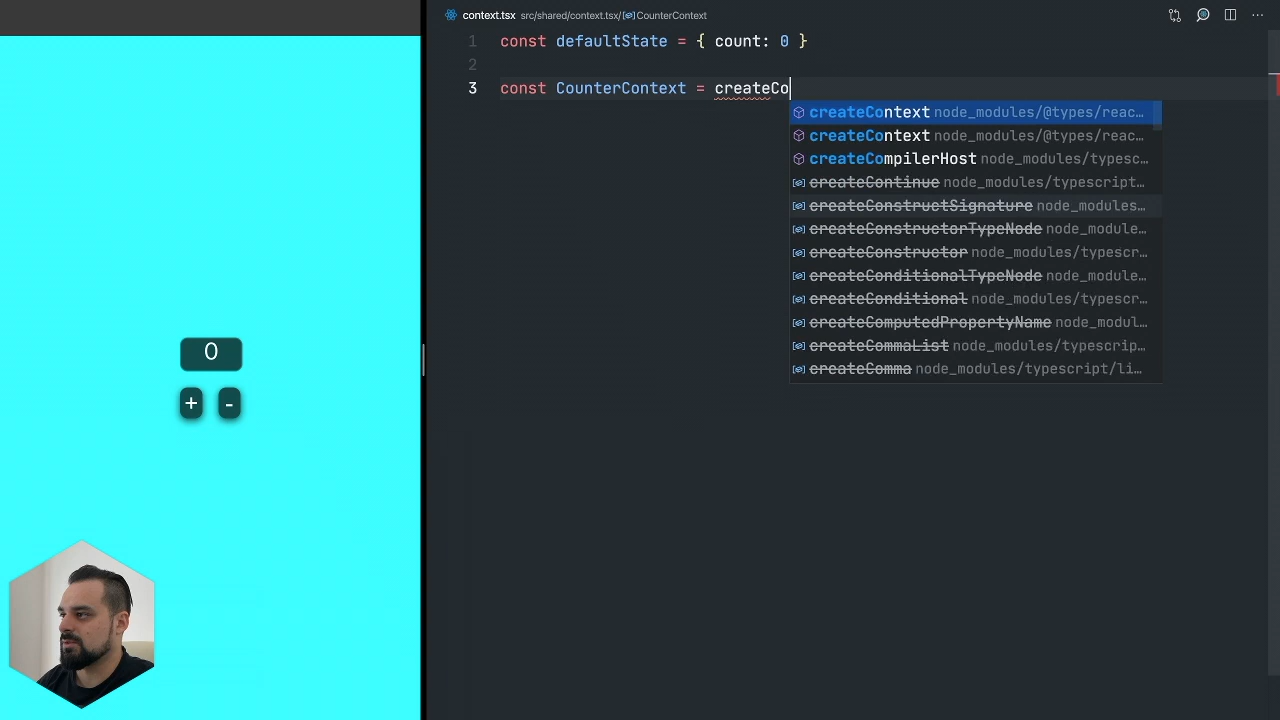 context.tsx src/shared/context.tsx/ CounterContext
1 const defaultState = { count: 0 }
2
3 const CounterContext = createCo
createContext node_modules/@types/reac…
createContext node_modules/@types/reac…
createCompilerHost node_modules/typesc…
createContinue node_modules/typescript…
createConstructSignature node_modules…
createConstructorTypeNode node_module…
createConstructor node_modules/typescr…
createConditionalTypeNode node_module…
createConditional node_modules/typescr…
createComputedPropertyName node_modul…
createCommaList node_modules/typescrip…
createComma node_modules/typescript/li…
0
+ -